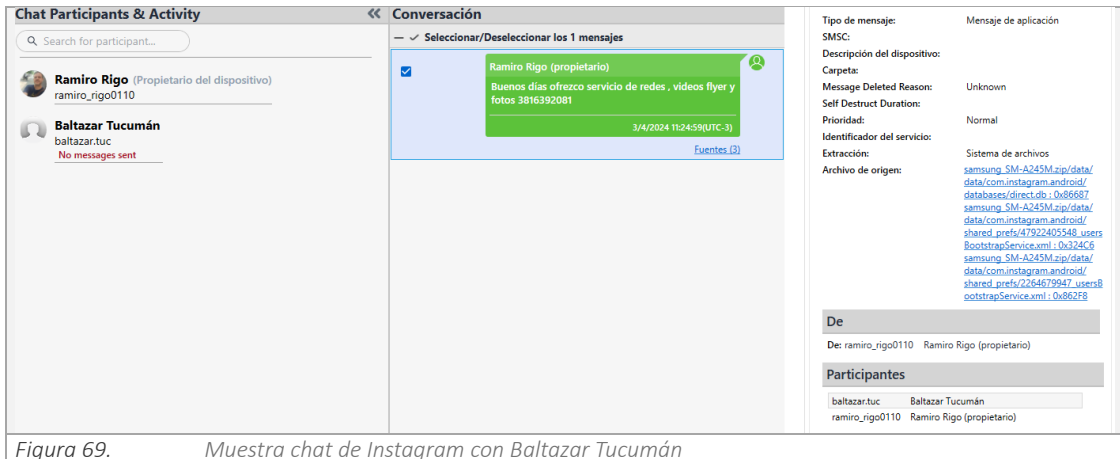 Chat Participants & Activity
Search for participant...
Ramiro Rigo (Propietario del dispositivo)
ramiro_rigo0110
Baltazar Tucumán
baltazar.tuc
No messages sent
Conversación
Seleccionar/Deseleccionar los 1 mensajes
Ramiro Rigo (propietario)
Buenos días ofrezco servicio de redes , videos flyer y
fotos 3816392081
3/4/2024 11:24:59(UTC-3)
Fuentes (3)
Tipo de mensaje: Mensaje de aplicación
SMSC:
Descripción del dispositivo:
Carpeta:
Message Deleted Reason: Unknown
Self Destruct Duration:
Prioridad: Normal
Identificador del servicio:
Extracción: Sistema de archivos
Archivo de origen: samsung_SM-A245M.zip/data/
data/com.instagram.android/
databases/direct.db : 0x86687
samsung_SM-A245M.zip/data/
data/com.instagram.android/
shared_prefs/47922405548_users
BootstrapService.xml : 0x324C6
samsung_SM-A245M.zip/data/
data/com.instagram.android/
shared_prefs/2264679947_usersB
ootstrapService.xml : 0x862F8
De
De: ramiro_rigo0110 Ramiro Rigo (propietario)
Participantes
baltazar.tuc Baltazar Tucumán
ramiro_rigo0110 Ramiro Rigo (propietario)
Figura 69. Muestra chat de Instagram con Baltazar Tucumán